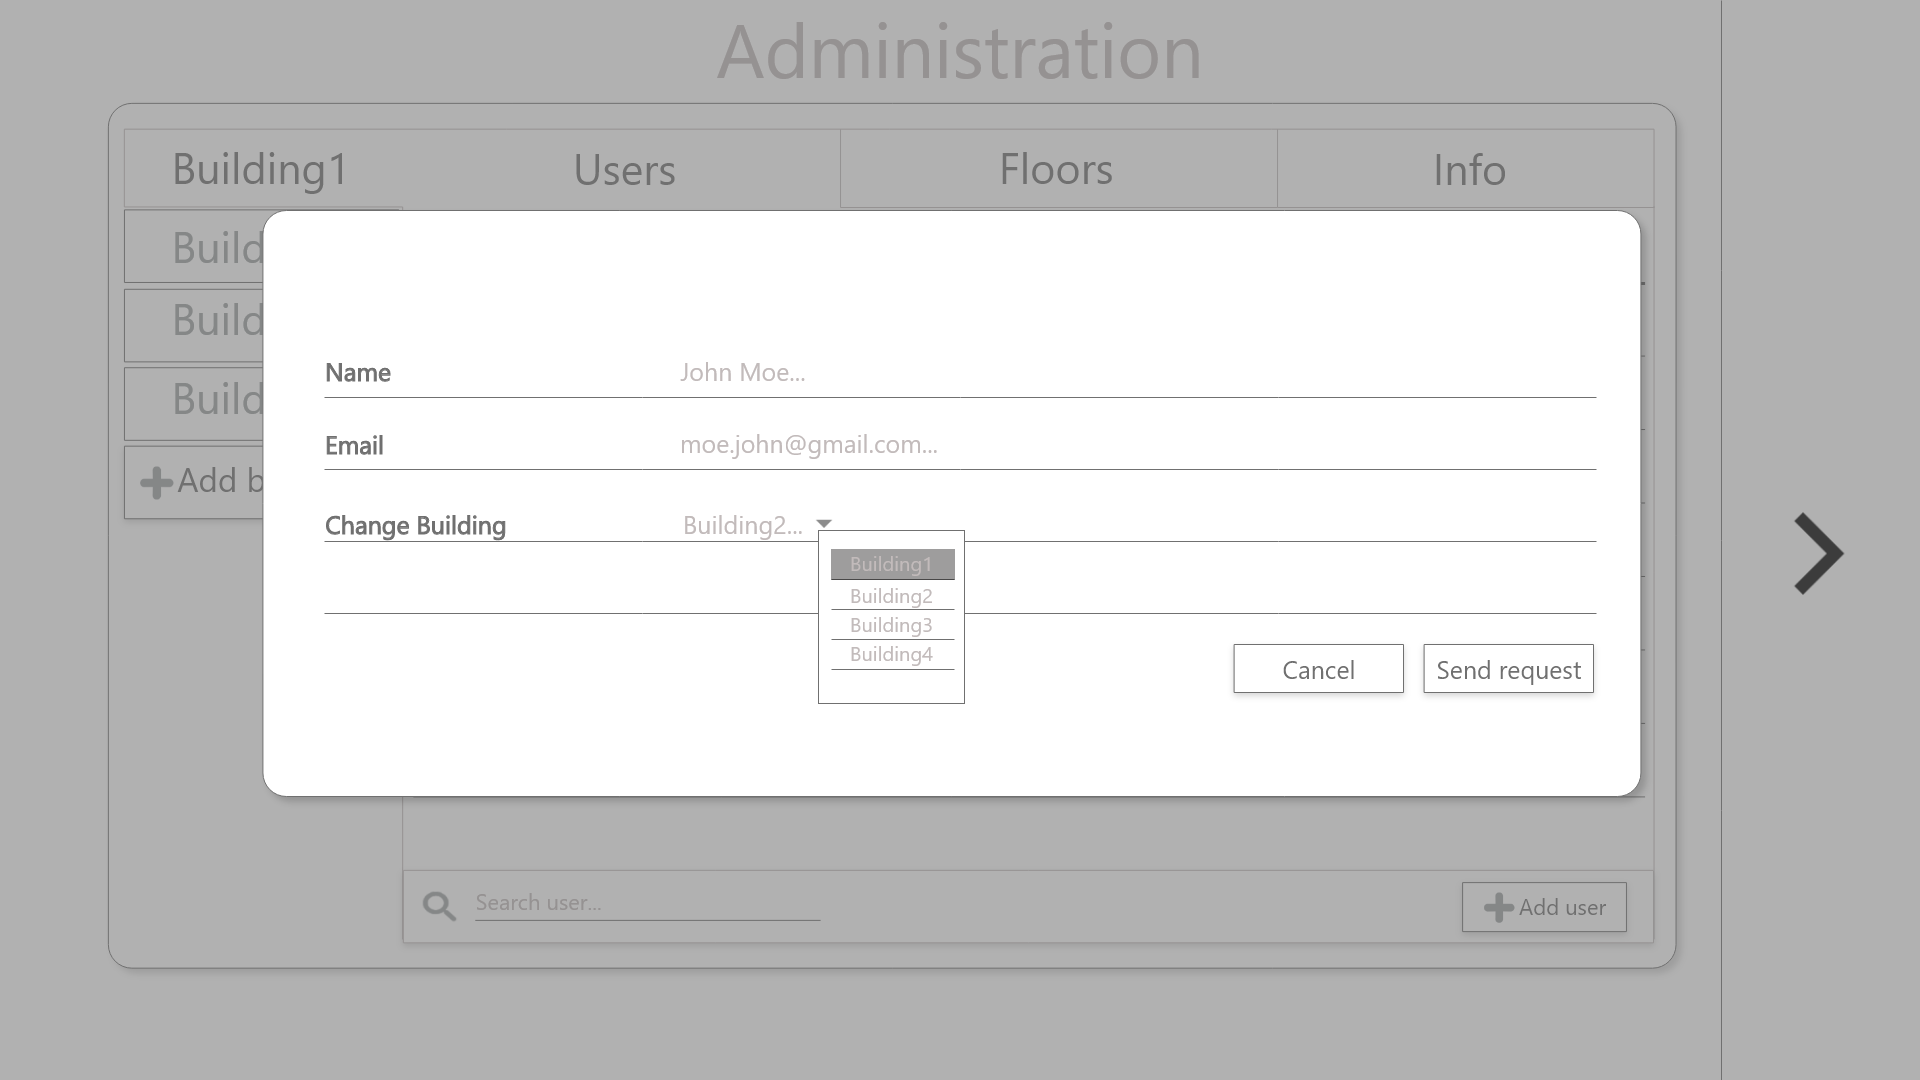 Administration
Building1
Users
Floors
Info
Build
Build
Build
Add b
Name
John Moe...
Email
moe.john@gmail.com...
Change Building
Building2...
Building1
Building2
Building3
Building4
Cancel
Send request
Search user...
Add user